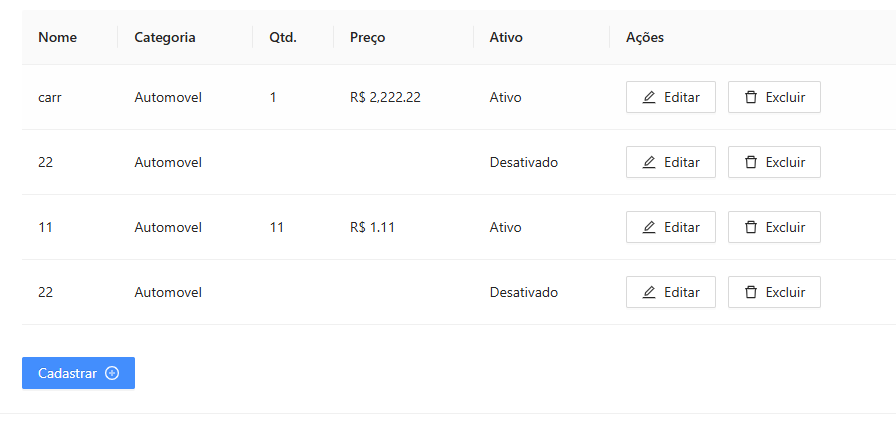 Nome Categoria Qtd. Preço Ativo Ações
carr Automovel 1 R$ 2,222.22 Ativo Editar Excluir
22 Automovel Desativado Editar Excluir
11 Automovel 11 R$ 1.11 Ativo Editar Excluir
22 Automovel Desativado Editar Excluir
Cadastrar